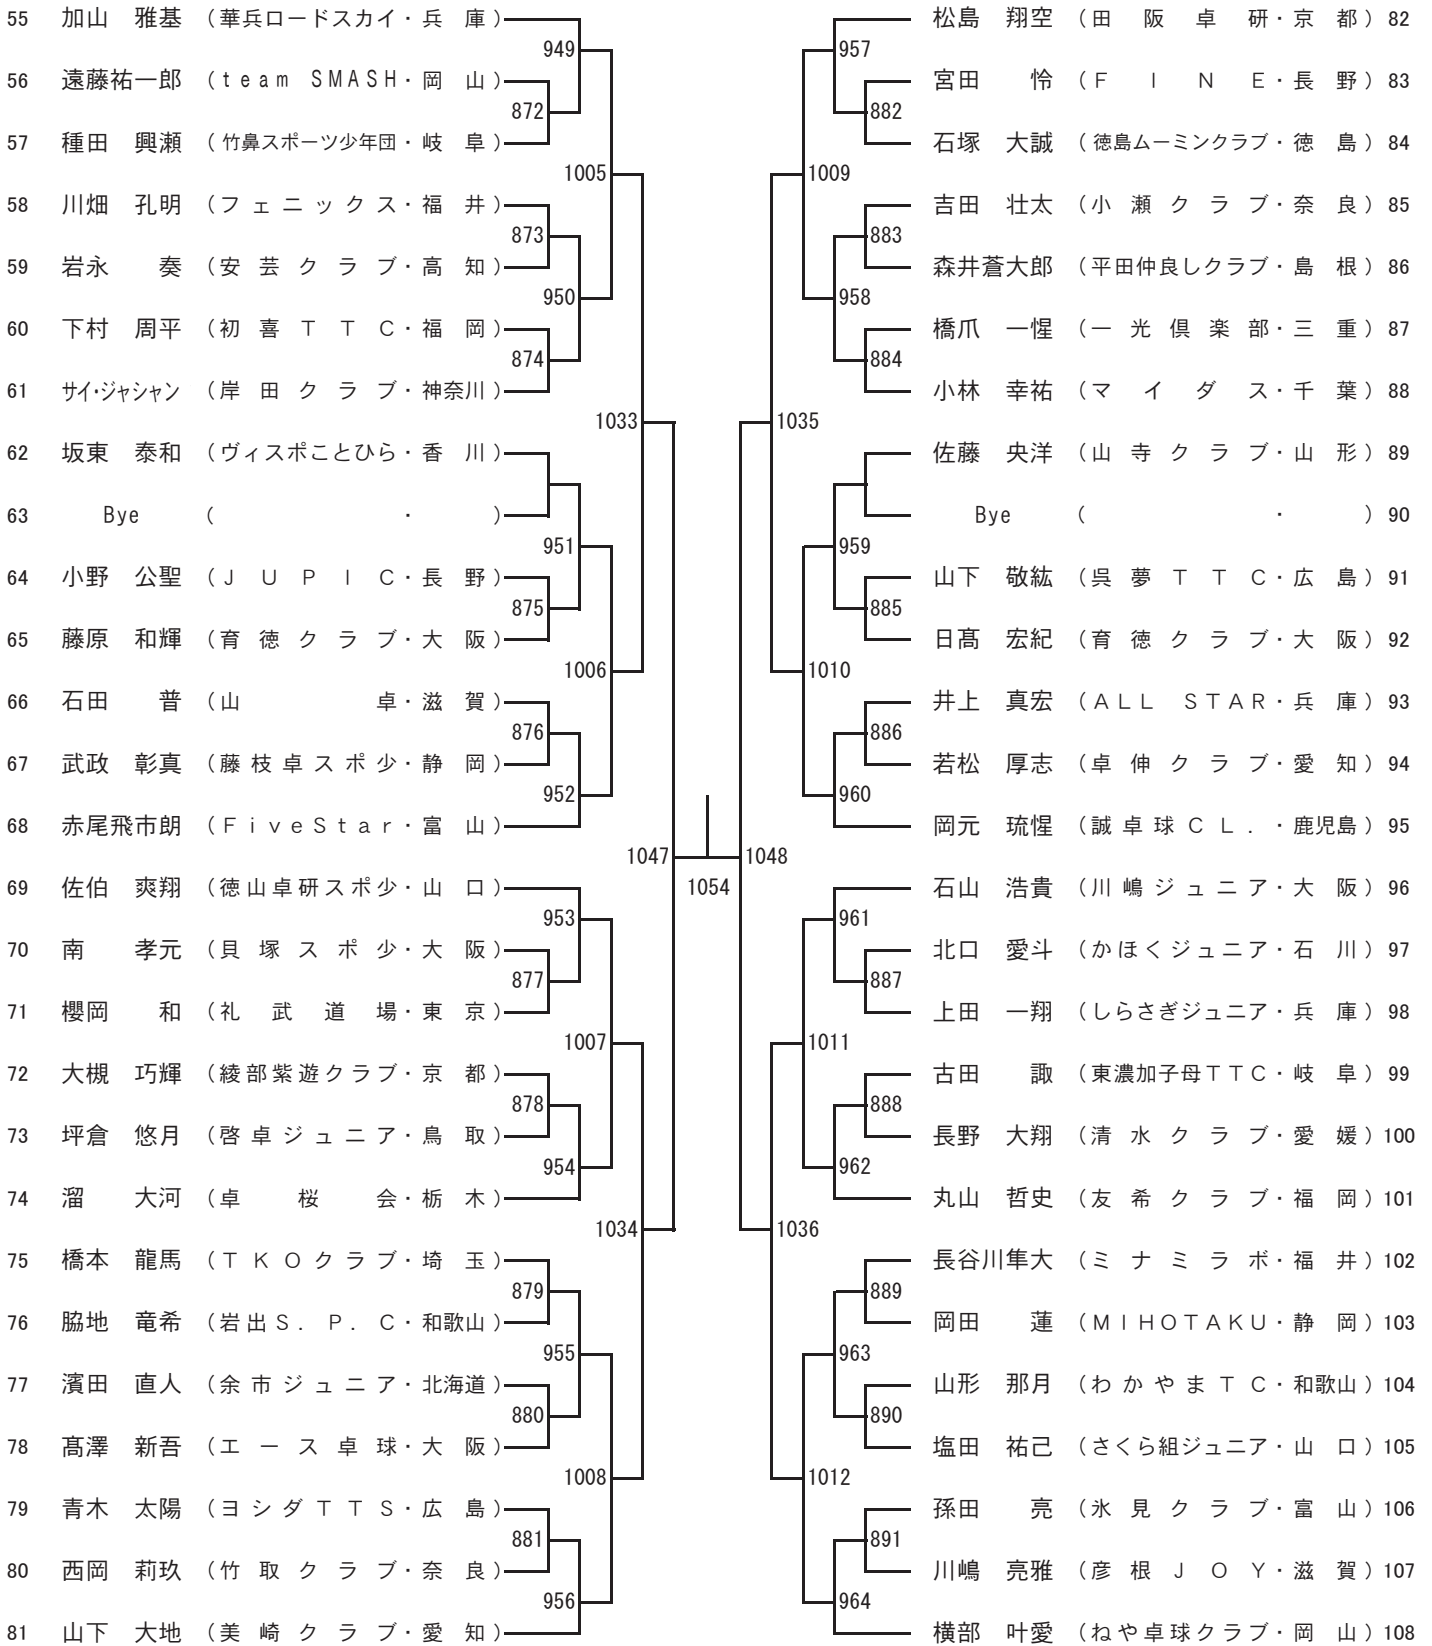 55 加山 雅基 (華兵ロードスカイ・兵 庫)
949
56 遠藤祐一郎 (team SMASH・岡 山)
872
57 種田 興瀬 (竹鼻スポーツ少年団・岐 阜)
1005
58 川畑 孔明 (フェニックス・福 井)
873
59 岩永 奏 (安芸クラブ・高 知)
950
60 下村 周平 (初喜TTC・福 岡)
874
61 サイ・ジャシャン (岸田クラブ・神奈川)
1033
62 坂東 泰和 (ヴィスポことひら・香 川)
63 Bye ( ・ )
951
64 小野 公聖 (JUPIC・長 野)
875
65 藤原 和輝 (育徳クラブ・大 阪)
1006
66 石田 普 (山 卓・滋 賀)
876
67 武政 彰真 (藤枝卓スポ少・静 岡)
952
68 赤尾飛市朗 (FiveStar・富 山)
1047
69 佐伯 爽翔 (徳山卓研スポ少・山 口)
953
70 南 孝元 (貝塚スポ少・大 阪)
877
71 櫻岡 和 (礼武道場・東 京)
1007
72 大槻 巧輝 (綾部紫遊クラブ・京 都)
878
73 坪倉 悠月 (啓卓ジュニア・鳥 取)
954
74 溜 大河 (卓桜会・栃 木)
1034
75 橋本 龍馬 (TKOクラブ・埼 玉)
879
76 脇地 竜希 (岩出S.P.C・和歌山)
955
77 濱田 直人 (余市ジュニア・北海道)
880
78 髙澤 新吾 (エース卓球・大 阪)
1008
79 青木 太陽 (ヨシダTTS・広 島)
881
80 西岡 莉玖 (竹取クラブ・奈 良)
956
81 山下 大地 (美崎クラブ・愛 知)
1054
松島 翔空 (田阪卓研・京 都) 82
957
宮田 怜 (FINE・長 野) 83
882
石塚 大誠 (徳島ムーミンクラブ・徳 島) 84
1009
吉田 壮太 (小瀬クラブ・奈 良) 85
883
森井蒼大郎 (平田仲良しクラブ・島 根) 86
958
橋爪 一惺 (一光倶楽部・三 重) 87
884
小林 幸祐 (マイダス・千 葉) 88
1035
佐藤 央洋 (山寺クラブ・山 形) 89
Bye ( ・ ) 90
959
山下 敬紘 (呉夢TTC・広 島) 91
885
日髙 宏紀 (育徳クラブ・大 阪) 92
1010
井上 真宏 (ALL STAR・兵 庫) 93
886
若松 厚志 (卓伸クラブ・愛 知) 94
960
岡元 琉惺 (誠卓球CL.・鹿児島) 95
1048
石山 浩貴 (川嶋ジュニア・大 阪) 96
961
北口 愛斗 (かほくジュニア・石 川) 97
887
上田 一翔 (しらさぎジュニア・兵 庫) 98
1011
古田 諏 (東濃加子母TTC・岐 阜) 99
888
長野 大翔 (清水クラブ・愛 媛) 100
962
丸山 哲史 (友希クラブ・福 岡) 101
1036
長谷川隼大 (ミナミラボ・福 井) 102
889
岡田 蓮 (MIHOTAKU・静 岡) 103
963
山形 那月 (わかやまTC・和歌山) 104
890
塩田 祐己 (さくら組ジュニア・山 口) 105
1012
孫田 亮 (氷見クラブ・富 山) 106
891
川嶋 亮雅 (彦根JOY・滋 賀) 107
964
横部 叶愛 (ねや卓球クラブ・岡 山) 108